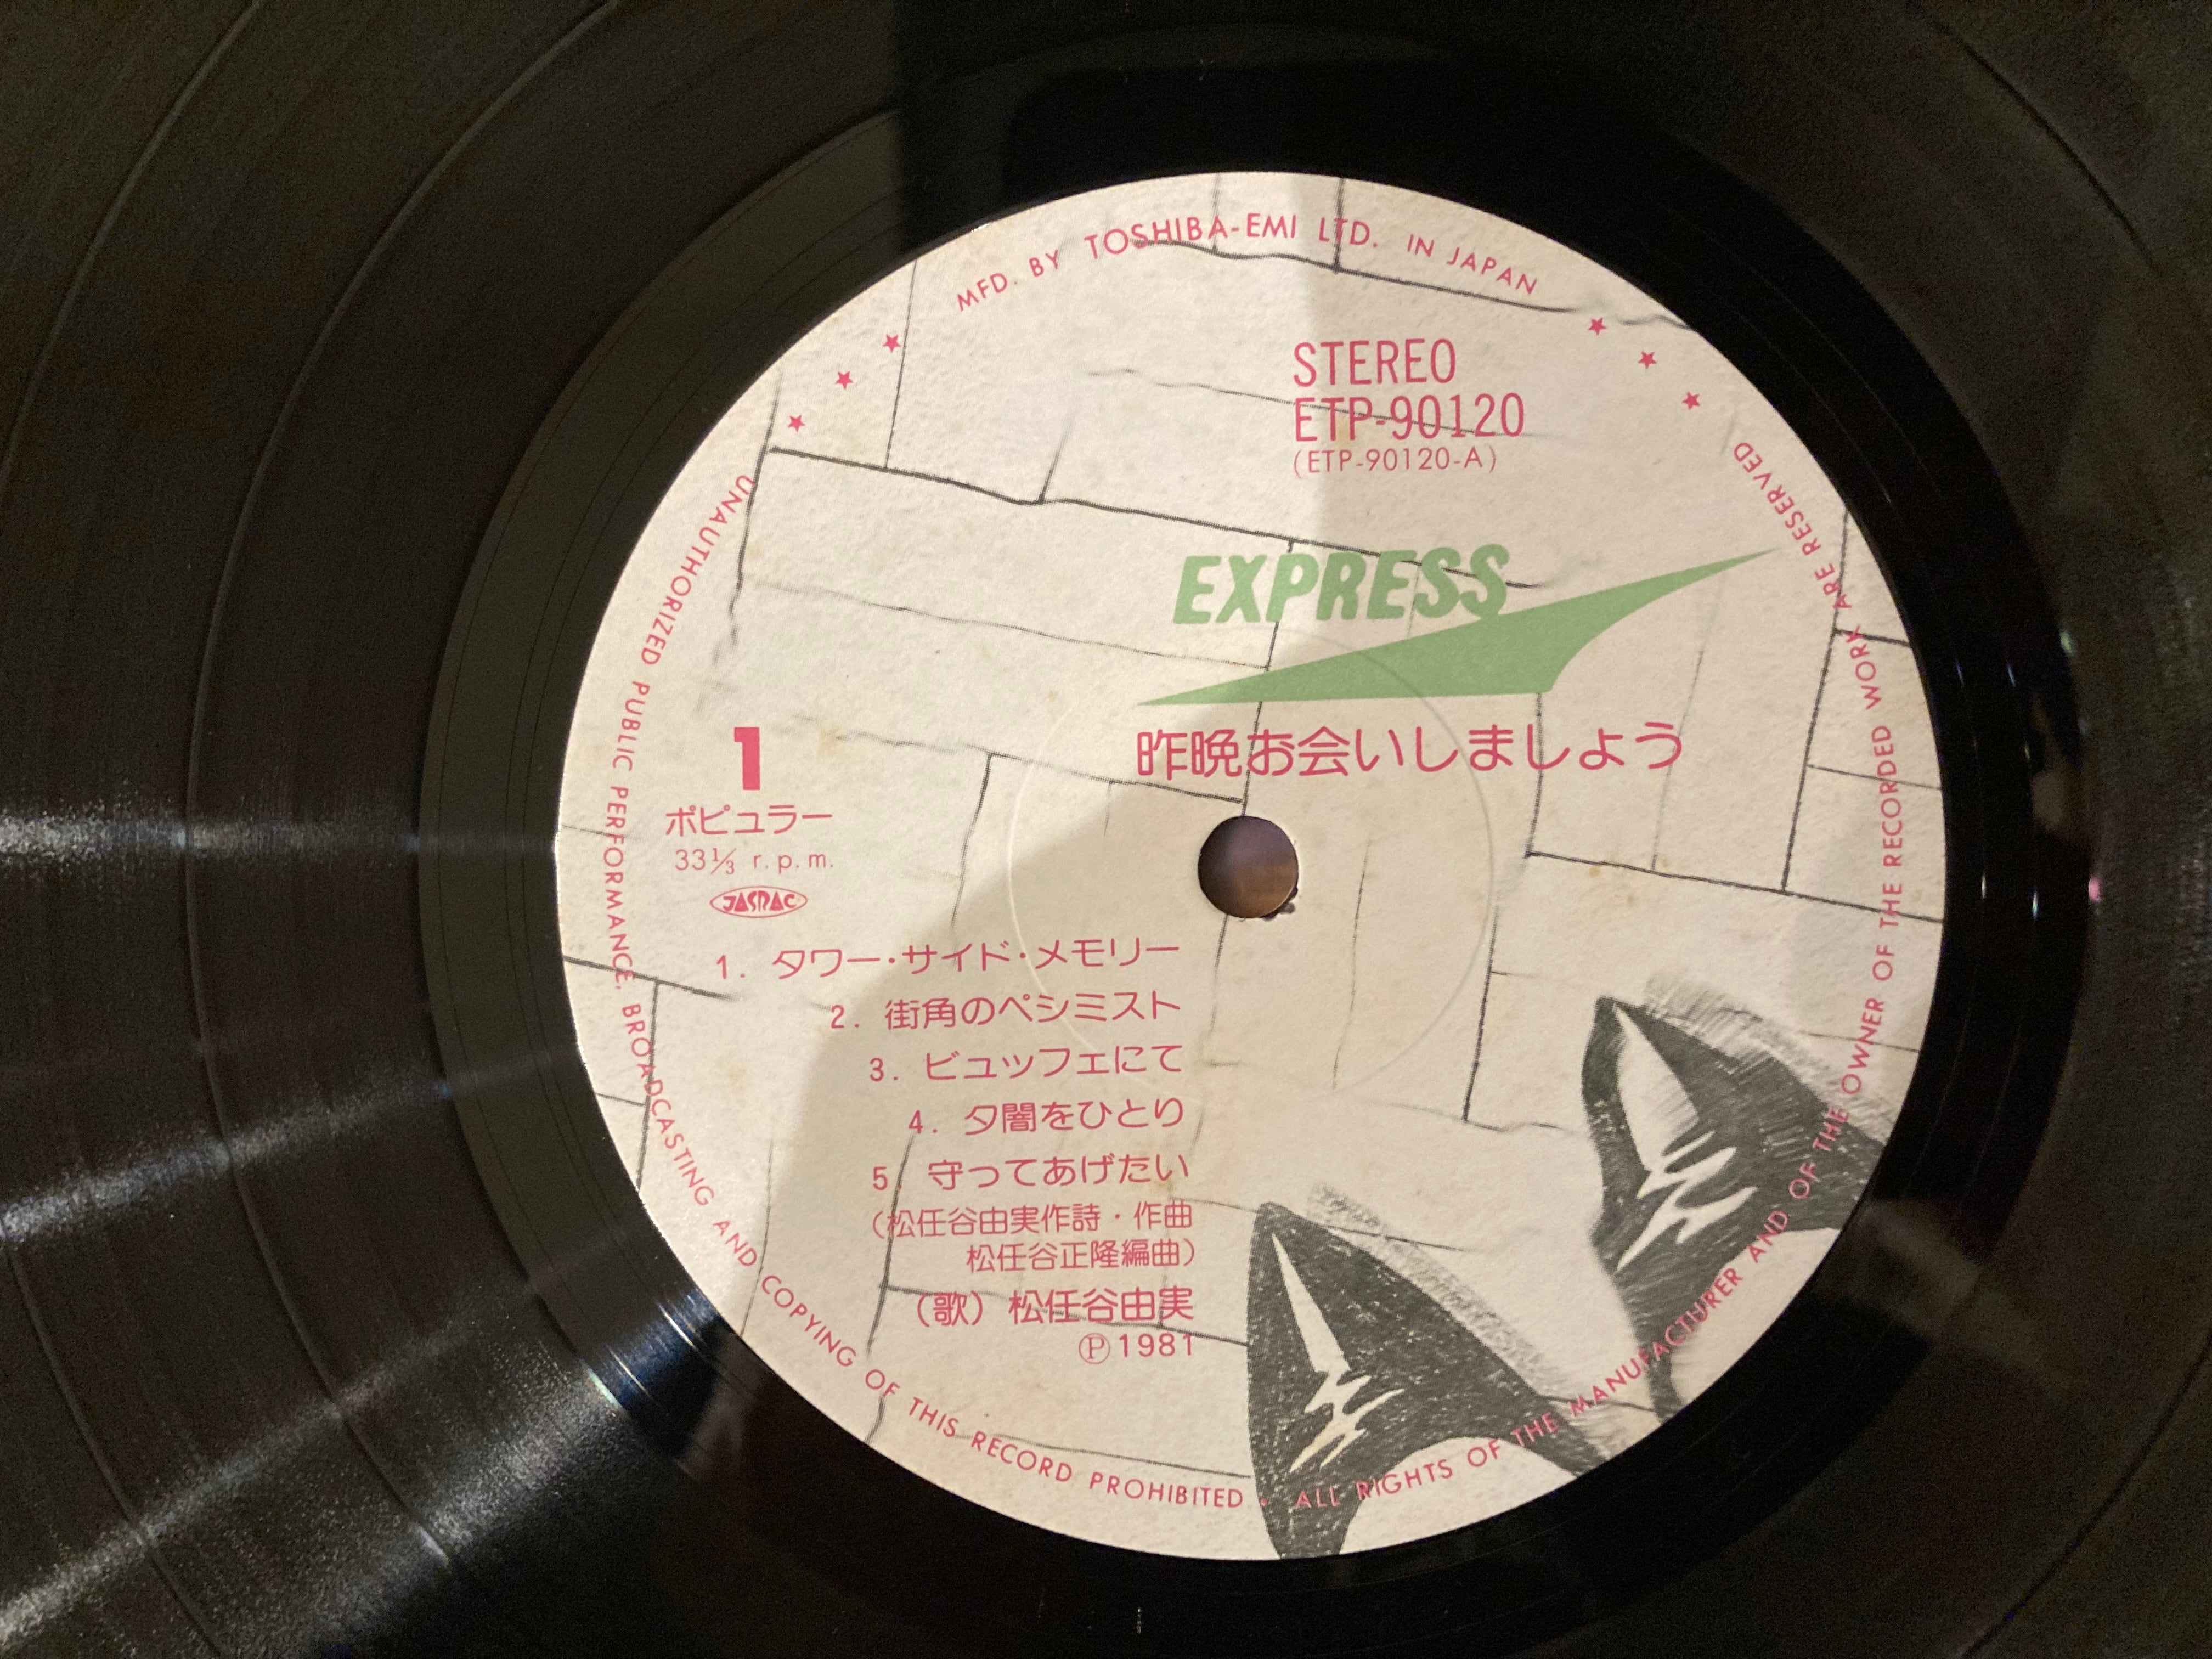 MFD. BY TOSHIBA-EMI LTD. IN JAPAN
STEREO
ETP-90120
(ETP-90120-A)
EXPRESS
昨晩お会いしましょう
1
ポピュラー
33⅓ r.p.m.
JASRAC
1. タワー・サイド・メモリー
2. 街角のペシミスト
3. ビュッフェにて
4. 夕闇をひとり
5 守ってあげたい
(松任谷由実作詩・作曲
松任谷正隆編曲)
(歌) 松任谷由実
Ⓟ1981
UNAUTHORIZED PUBLIC PERFORMANCE, BROADCASTING AND COPYING OF THIS RECORD PROHIBITED • ALL RIGHTS OF THE MANUFACTURER AND OF THE OWNER OF THE RECORDED WORK ARE RESERVED